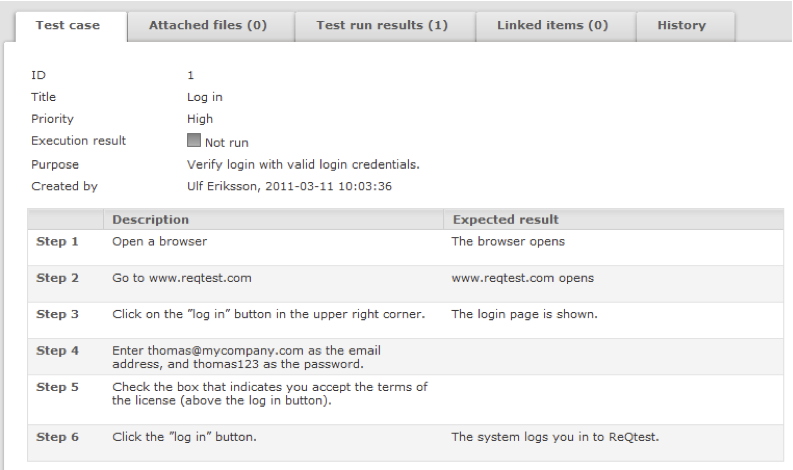 Test case Attached files (0) Test run results (1) Linked items (0) History
ID 1
Title Log in
Priority High
Execution result Not run
Purpose Verify login with valid login credentials.
Created by Ulf Eriksson, 2011-03-11 10:03:36
Description Expected result
Step 1 Open a browser The browser opens
Step 2 Go to www.reqtest.com www.reqtest.com opens
Step 3 Click on the ”log in” button in the upper right corner. The login page is shown.
Step 4 Enter thomas@mycompany.com as the email
address, and thomas123 as the password.
Step 5 Check the box that indicates you accept the terms of
the license (above the log in button).
Step 6 Click the ”log in” button. The system logs you in to ReQtest.